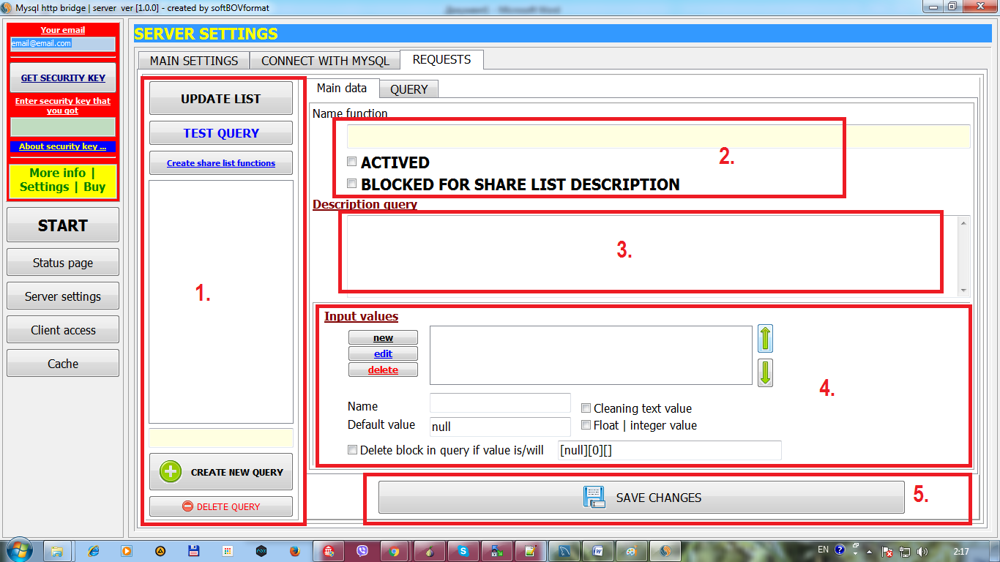 Mysql http bridge | server ver [1.0.0] - created by softBOVformat
Your email
email@email.com
GET SECURITY KEY
Enter security key that
you got
About security key ...
More info |
Settings | Buy
START
Status page
Server settings
Client access
Cache
SERVER SETTINGS
MAIN SETTINGS
CONNECT WITH MYSQL
REQUESTS
UPDATE LIST
TEST QUERY
Create share list functions
1.
CREATE NEW QUERY
DELETE QUERY
Main data
QUERY
Name function
2.
ACTIVED
BLOCKED FOR SHARE LIST DESCRIPTION
Description query
3.
Input values
new
edit
delete
4.
Name
Cleaning text value
Default value
null
Float | integer value
Delete block in query if value is/will
[null][0][]
SAVE CHANGES
5.
EN
2:17